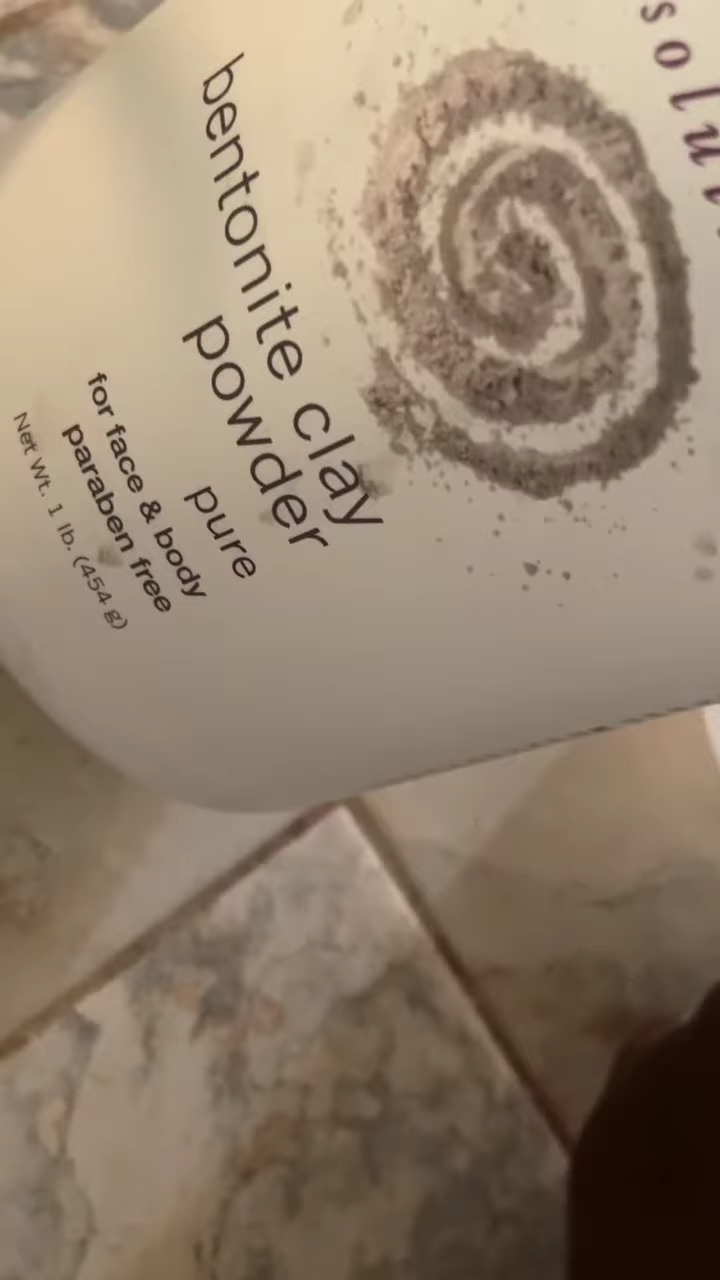 bentonite clay
powder
pure
for face & body
paraben free
Net Wt. 1 lb. (454 g)